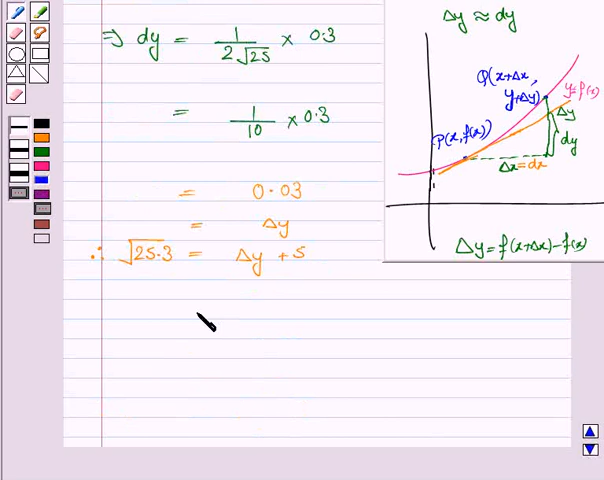 ⇒ dy = 1/(2√25) × 0.3
= 1/10 × 0.3
= 0.03
= Δy
∴ √25.3 = Δy + 5
Δy ≈ dy
Q(x+Δx, y+Δy)
y=f(x)
P(x, f(x))
Δy
dy
Δx=dx
Δy = f(x+Δx)−f(x)